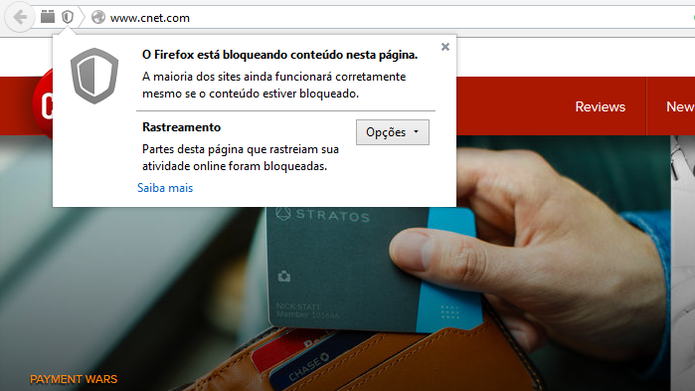 www.cnet.com
O Firefox está bloqueando conteúdo nesta página.
A maioria dos sites ainda funcionará corretamente
mesmo se o conteúdo estiver bloqueado.
Rastreamento
Opções
Partes desta página que rastreiam sua
atividade online foram bloqueadas.
Saiba mais
Reviews
New
STRATOS
NICK STATT
Member 101696
CHASE
PAYMENT WARS